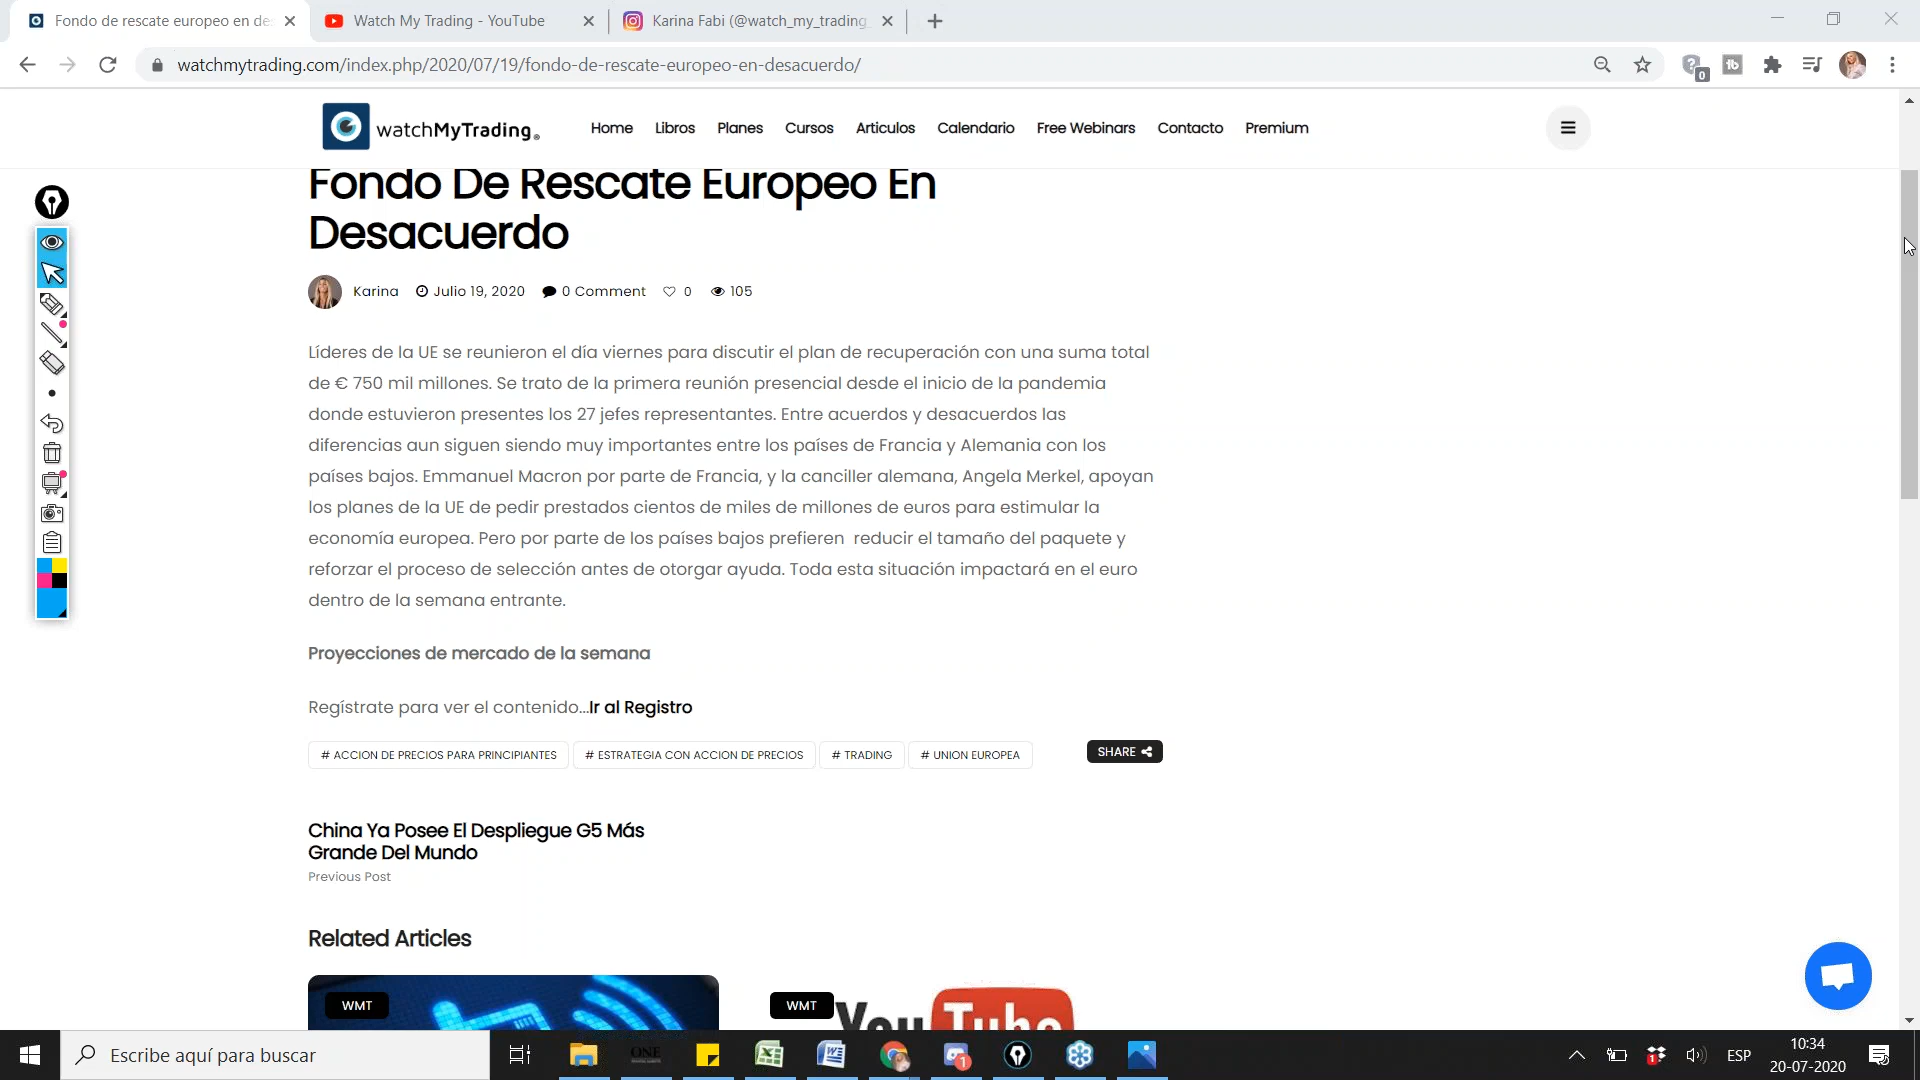 Fondo de rescate europeo en de
Watch My Trading - YouTube
Karina Fabi (@watch_my_trading_
watchmytrading.com/index.php/2020/07/19/fondo-de-rescate-europeo-en-desacuerdo/
0
tb
watchMyTrading®
Home Libros Planes Cursos Articulos Calendario Free Webinars Contacto Premium
Fondo De Rescate Europeo En
Desacuerdo
Karina Julio 19, 2020 0 Comment 0 105
Líderes de la UE se reunieron el día viernes para discutir el plan de recuperación con una suma total
de € 750 mil millones. Se trato de la primera reunión presencial desde el inicio de la pandemia
donde estuvieron presentes los 27 jefes representantes. Entre acuerdos y desacuerdos las
diferencias aun siguen siendo muy importantes entre los países de Francia y Alemania con los
países bajos. Emmanuel Macron por parte de Francia, y la canciller alemana, Angela Merkel, apoyan
los planes de la UE de pedir prestados cientos de miles de millones de euros para estimular la
economía europea. Pero por parte de los países bajos prefieren  reducir el tamaño del paquete y
reforzar el proceso de selección antes de otorgar ayuda. Toda esta situación impactará en el euro
dentro de la semana entrante.
Proyecciones de mercado de la semana
Regístrate para ver el contenido...Ir al Registro
# ACCION DE PRECIOS PARA PRINCIPIANTES # ESTRATEGIA CON ACCION DE PRECIOS # TRADING # UNION EUROPEA SHARE
China Ya Posee El Despliegue G5 Más
Grande Del Mundo
Previous Post
Related Articles
WMT
WMT
YouTube
Escribe aquí para buscar
ONE
1
1
ESP
10:34
20-07-2020